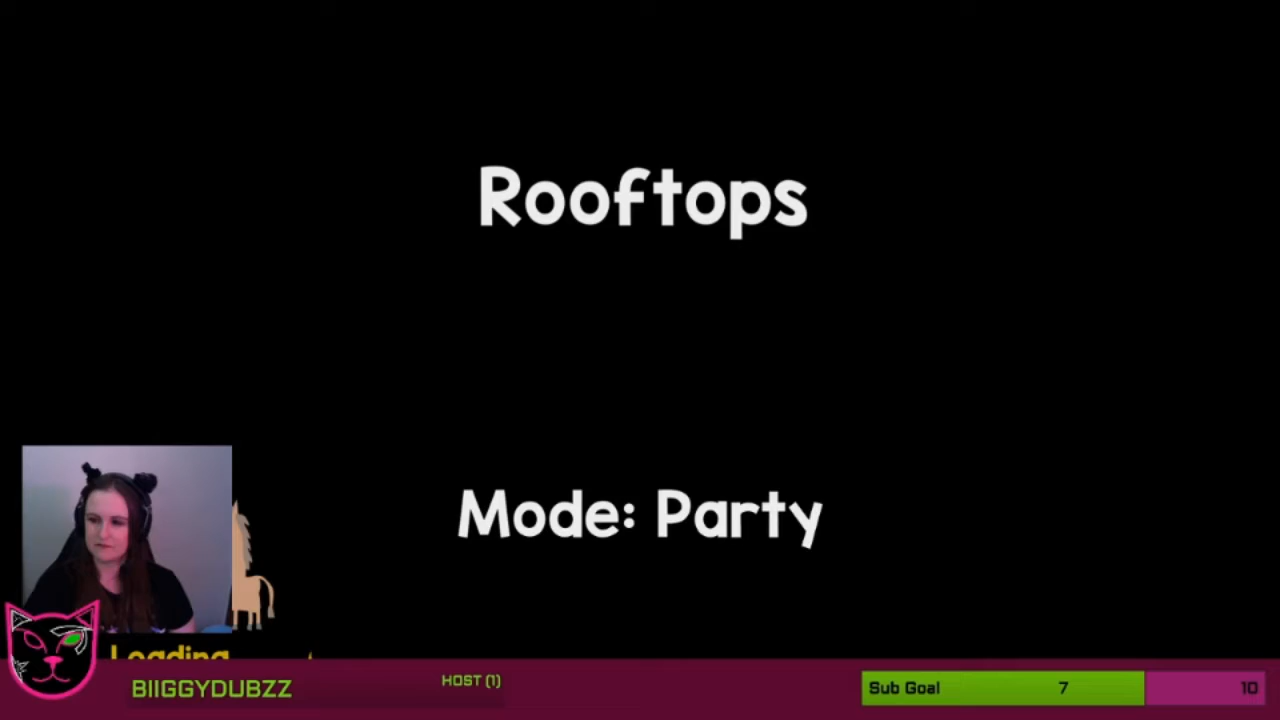 Rooftops
Mode: Party
Loading
BIIGGYDUBZZ
HOST (1)
Sub Goal 7 10